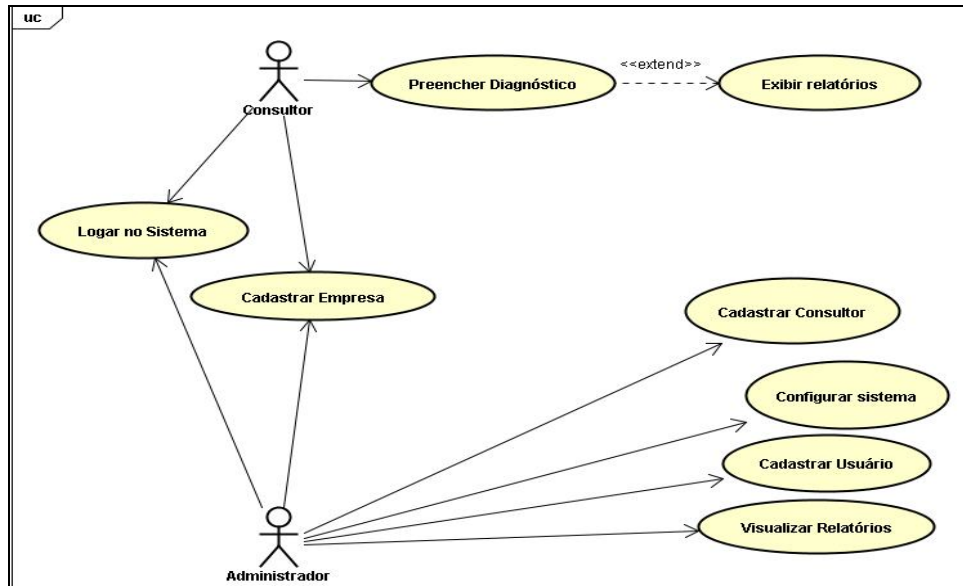 uc
<<extend>>
Preencher Diagnóstico
Exibir relatórios
Consultor
Logar no Sistema
Cadastrar Empresa
Cadastrar Consultor
Configurar sistema
Cadastrar Usuário
Visualizar Relatórios
Administrador